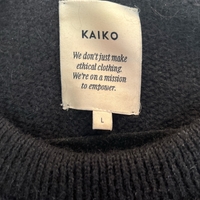 KAIKO
We don't just make
ethical clothing.
We're on a mission
to empower.
L